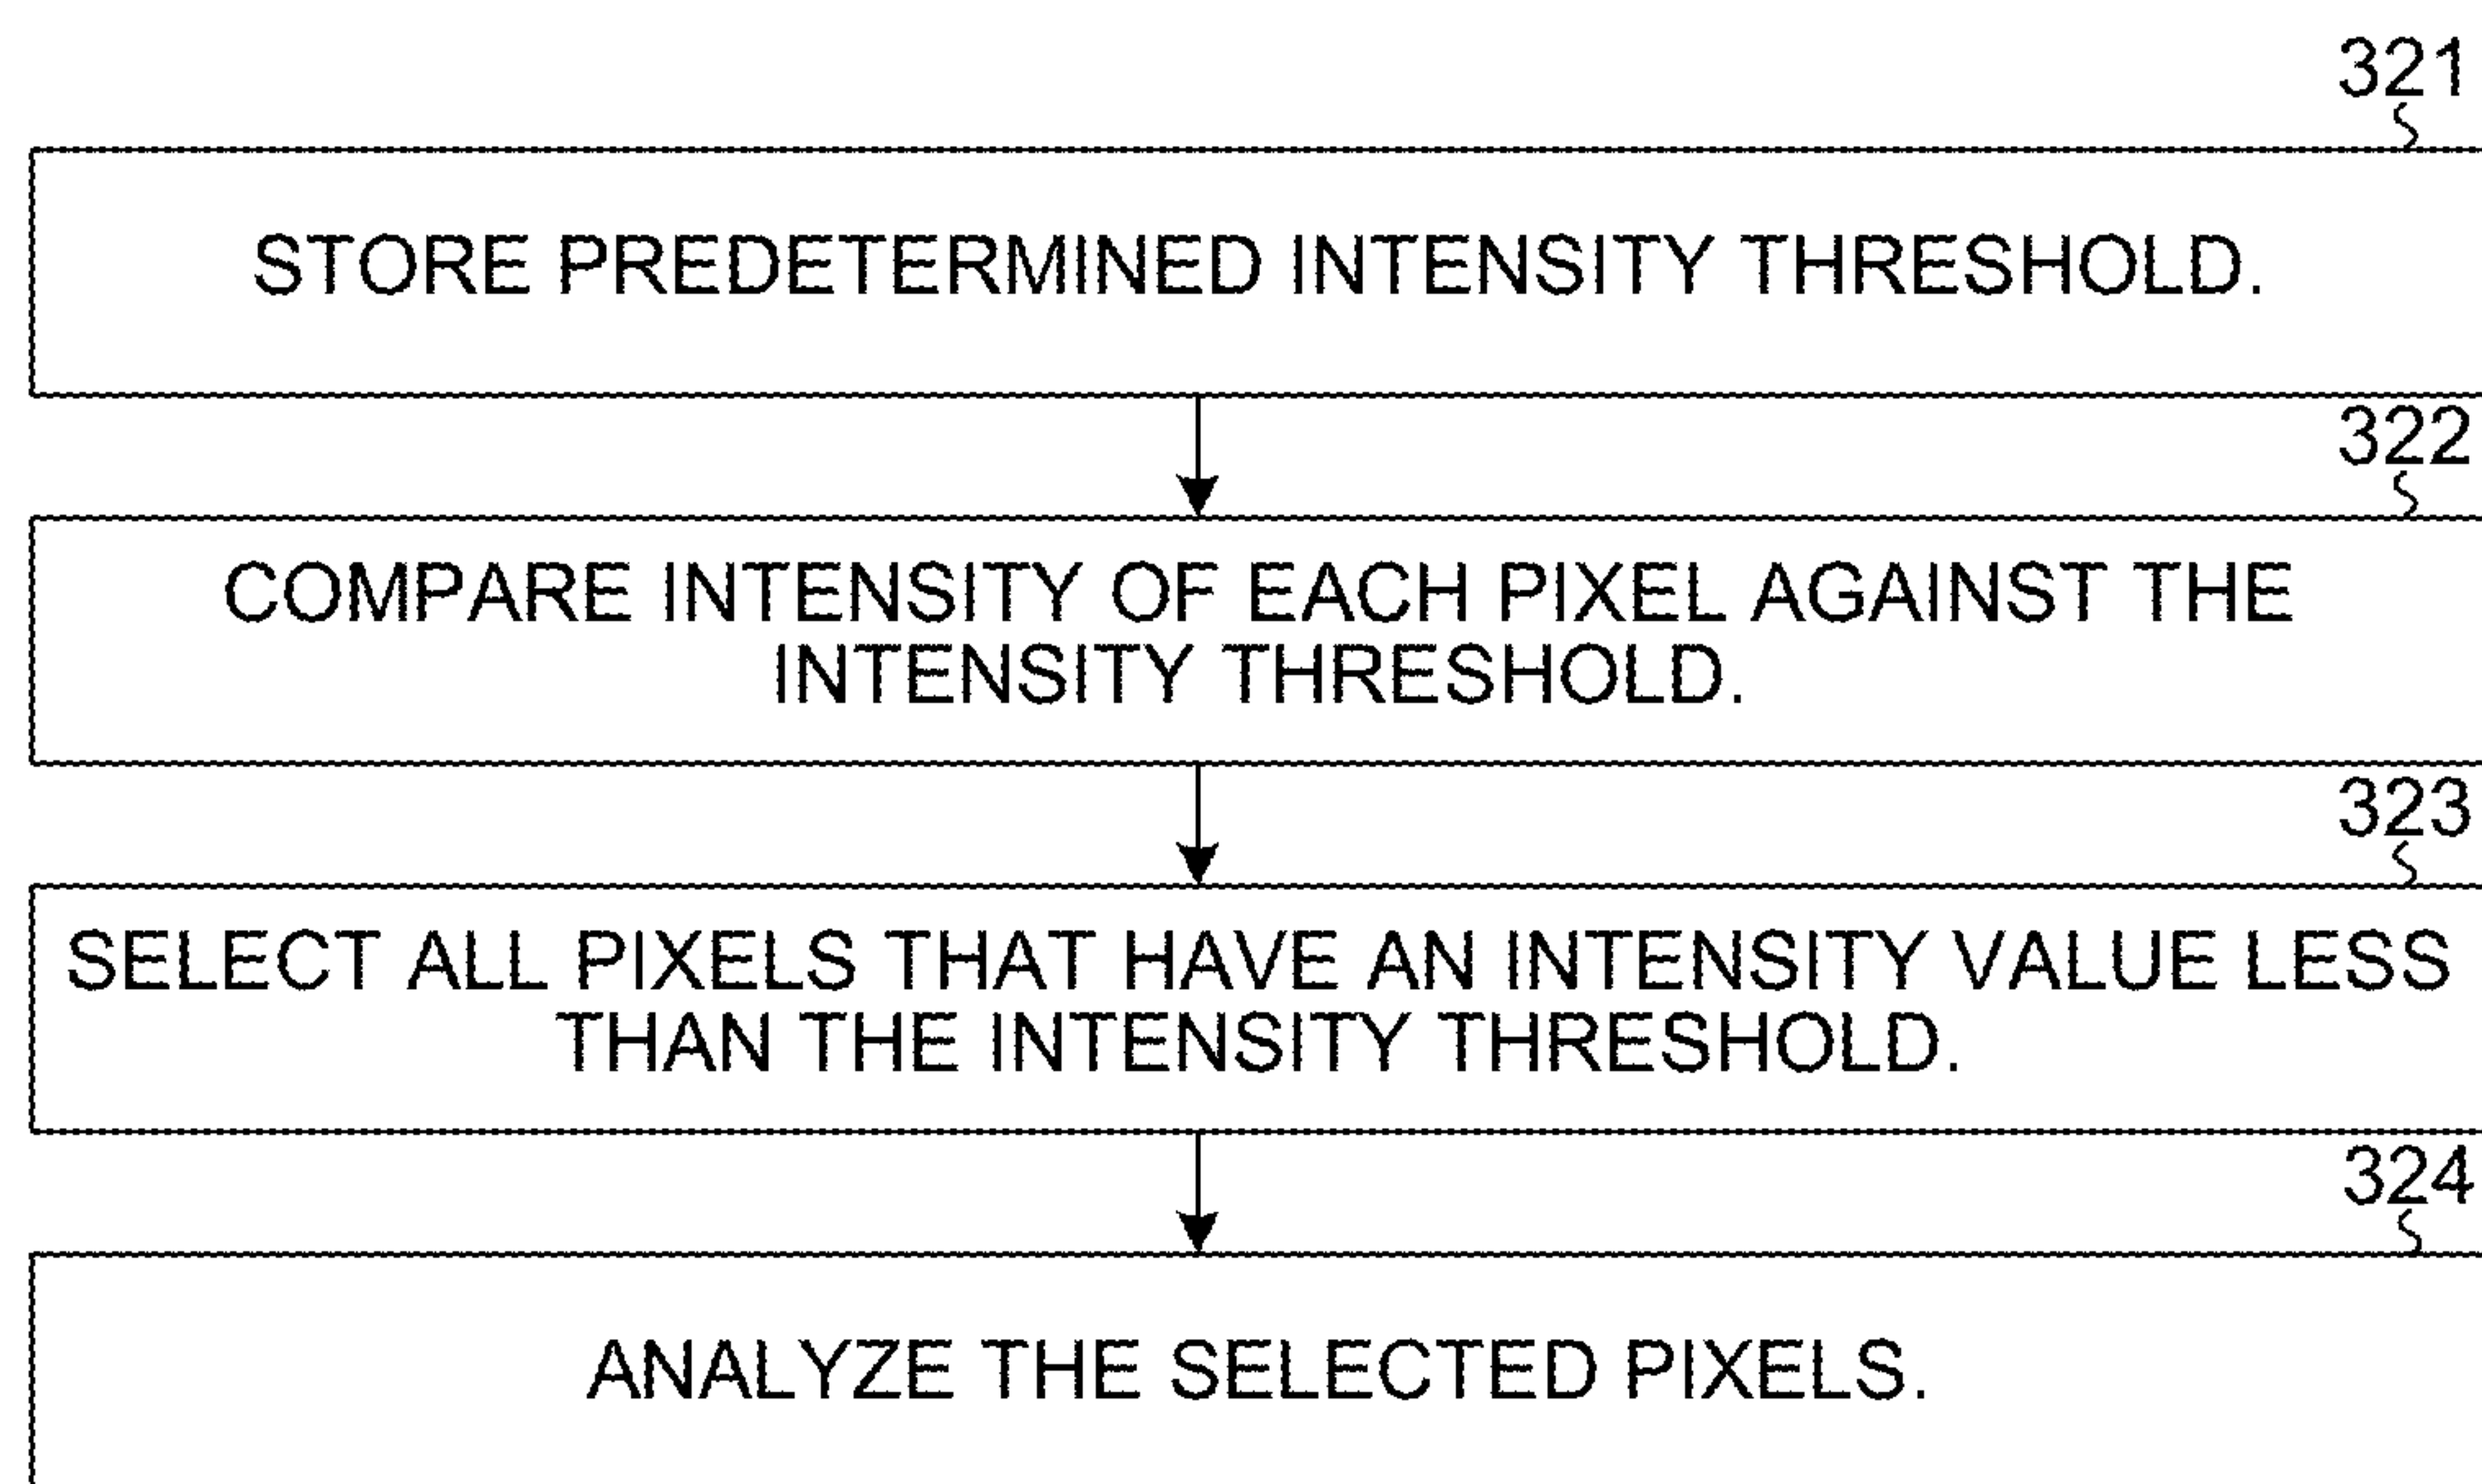 321
STORE PREDETERMINED INTENSITY THRESHOLD.
322
COMPARE INTENSITY OF EACH PIXEL AGAINST THE
INTENSITY THRESHOLD.
323
SELECT ALL PIXELS THAT HAVE AN INTENSITY VALUE LESS
THAN THE INTENSITY THRESHOLD.
324
ANALYZE THE SELECTED PIXELS.